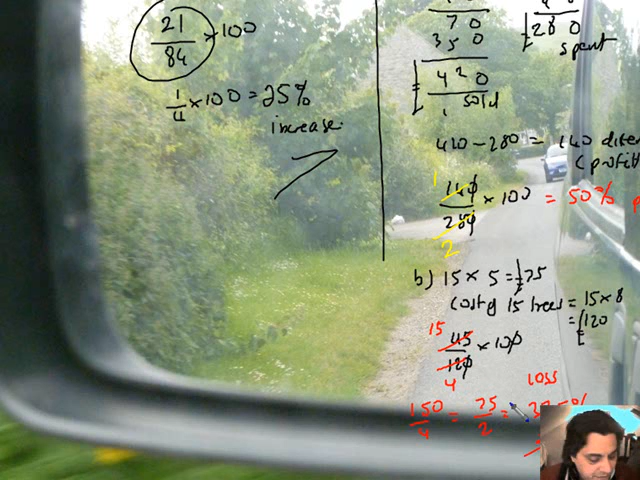 21/84 × 100
1/4 × 100 = 25%
increase
70
350
420
sold
£280
spent
420 - 280 = 140
(profit
140/280 × 100 = 50%
1
2
b) 15 × 5 = £75
Cost of 15 trees = 15 × 8
= £120
15
45/120 × 100
4
loss
150/4 = 75/2 =